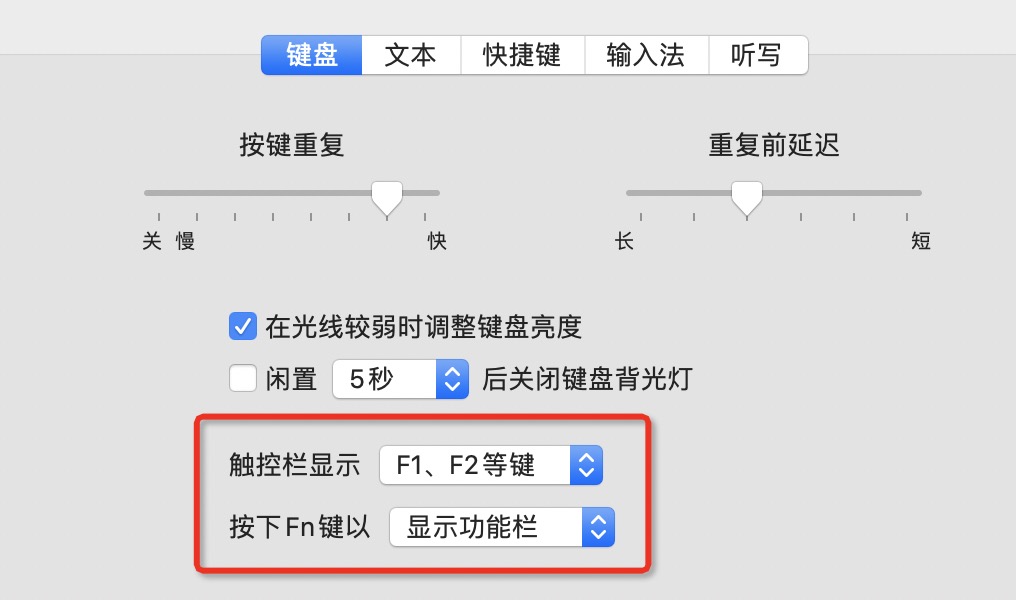 键盘 文本 快捷键 输入法 听写
按键重复 重复前延迟
关 慢 快 长 短
在光线较弱时调整键盘亮度
闲置 5秒 后关闭键盘背光灯
触控栏显示 F1、F2等键
按下Fn键以 显示功能栏